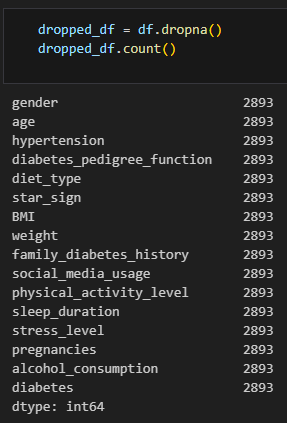 dropped_df = df.dropna()
dropped_df.count()
gender 2893
age 2893
hypertension 2893
diabetes_pedigree_function 2893
diet_type 2893
star_sign 2893
BMI 2893
weight 2893
family_diabetes_history 2893
social_media_usage 2893
physical_activity_level 2893
sleep_duration 2893
stress_level 2893
pregnancies 2893
alcohol_consumption 2893
diabetes 2893
dtype: int64